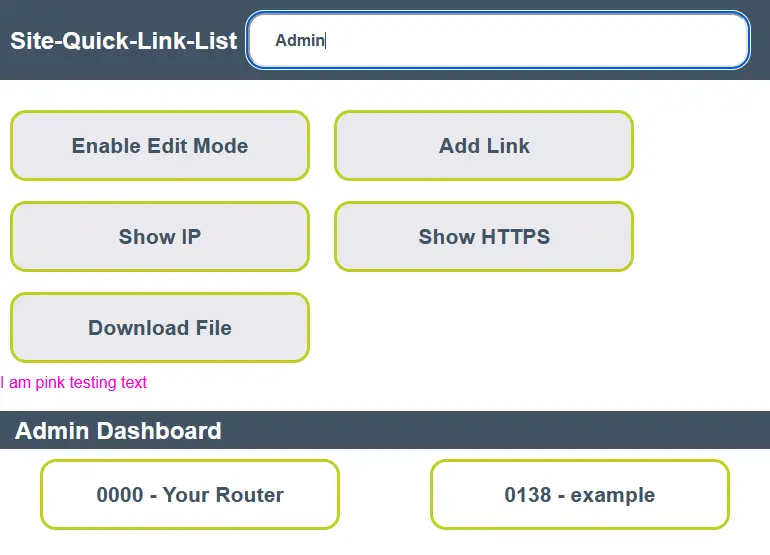 Site-Quick-Link-List Admin
Enable Edit Mode Add Link
Show IP Show HTTPS
Download File
I am pink testing text
Admin Dashboard
0000 - Your Router 0138 - example